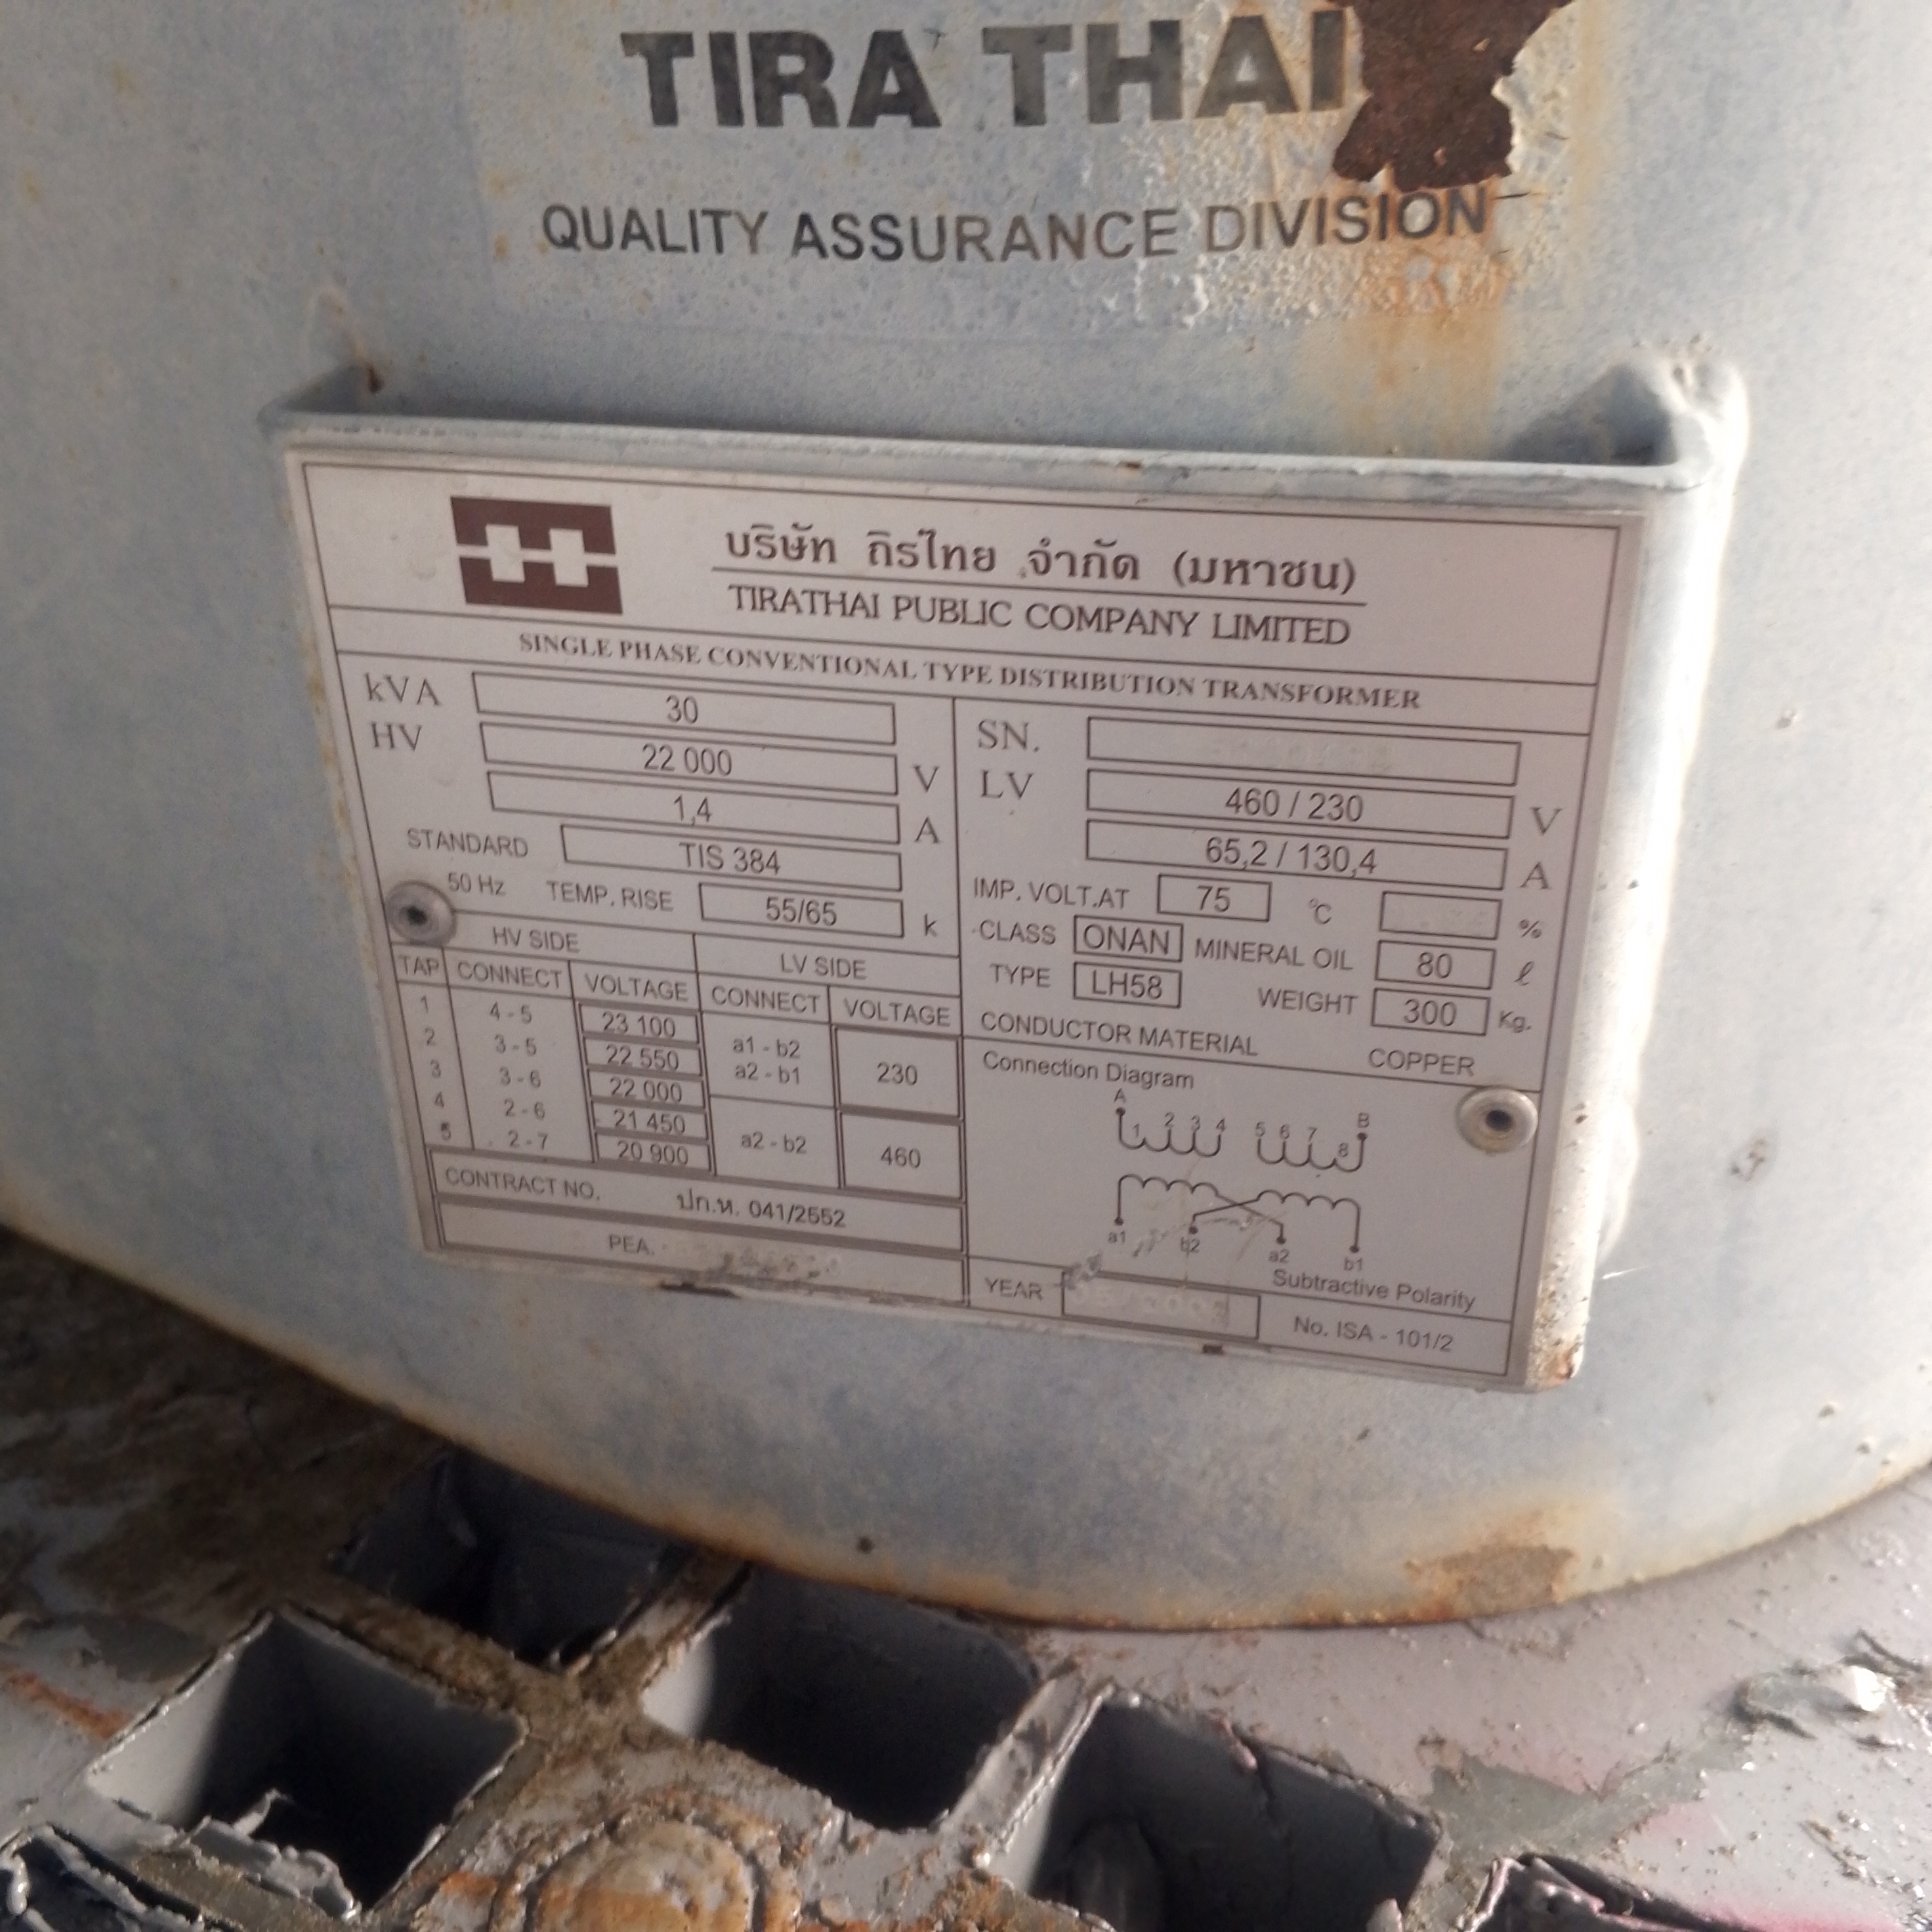 TIRA THAI
QUALITY ASSURANCE DIVISION
บริษัท ถิรไทย จำกัด (มหาชน)
TIRATHAI PUBLIC COMPANY LIMITED
SINGLE PHASE CONVENTIONAL TYPE DISTRIBUTION TRANSFORMER
kVA 30
HV 22 000 V
1,4 A
STANDARD TIS 384
50 Hz TEMP. RISE 55/65 k
SN.
LV 460 / 230 V
65,2 / 130,4 A
IMP. VOLT.AT 75 °C %
CLASS ONAN MINERAL OIL 80 ℓ
TYPE LH58 WEIGHT 300 Kg.
CONDUCTOR MATERIAL COPPER
HV SIDE LV SIDE
TAP CONNECT VOLTAGE CONNECT VOLTAGE
1 4 - 5 23 100
2 3 - 5 22 550
3 3 - 6 22 000
4 2 - 6 21 450
5 2 - 7 20 900
a1 - b2
a2 - b1 230
a2 - b2 460
CONTRACT NO. ปก.ห. 041/2552
PEA.
Connection Diagram
A B
1 2 3 4 5 6 7 8
a1 b2 a2 b1
Subtractive Polarity
YEAR
No. ISA - 101/2